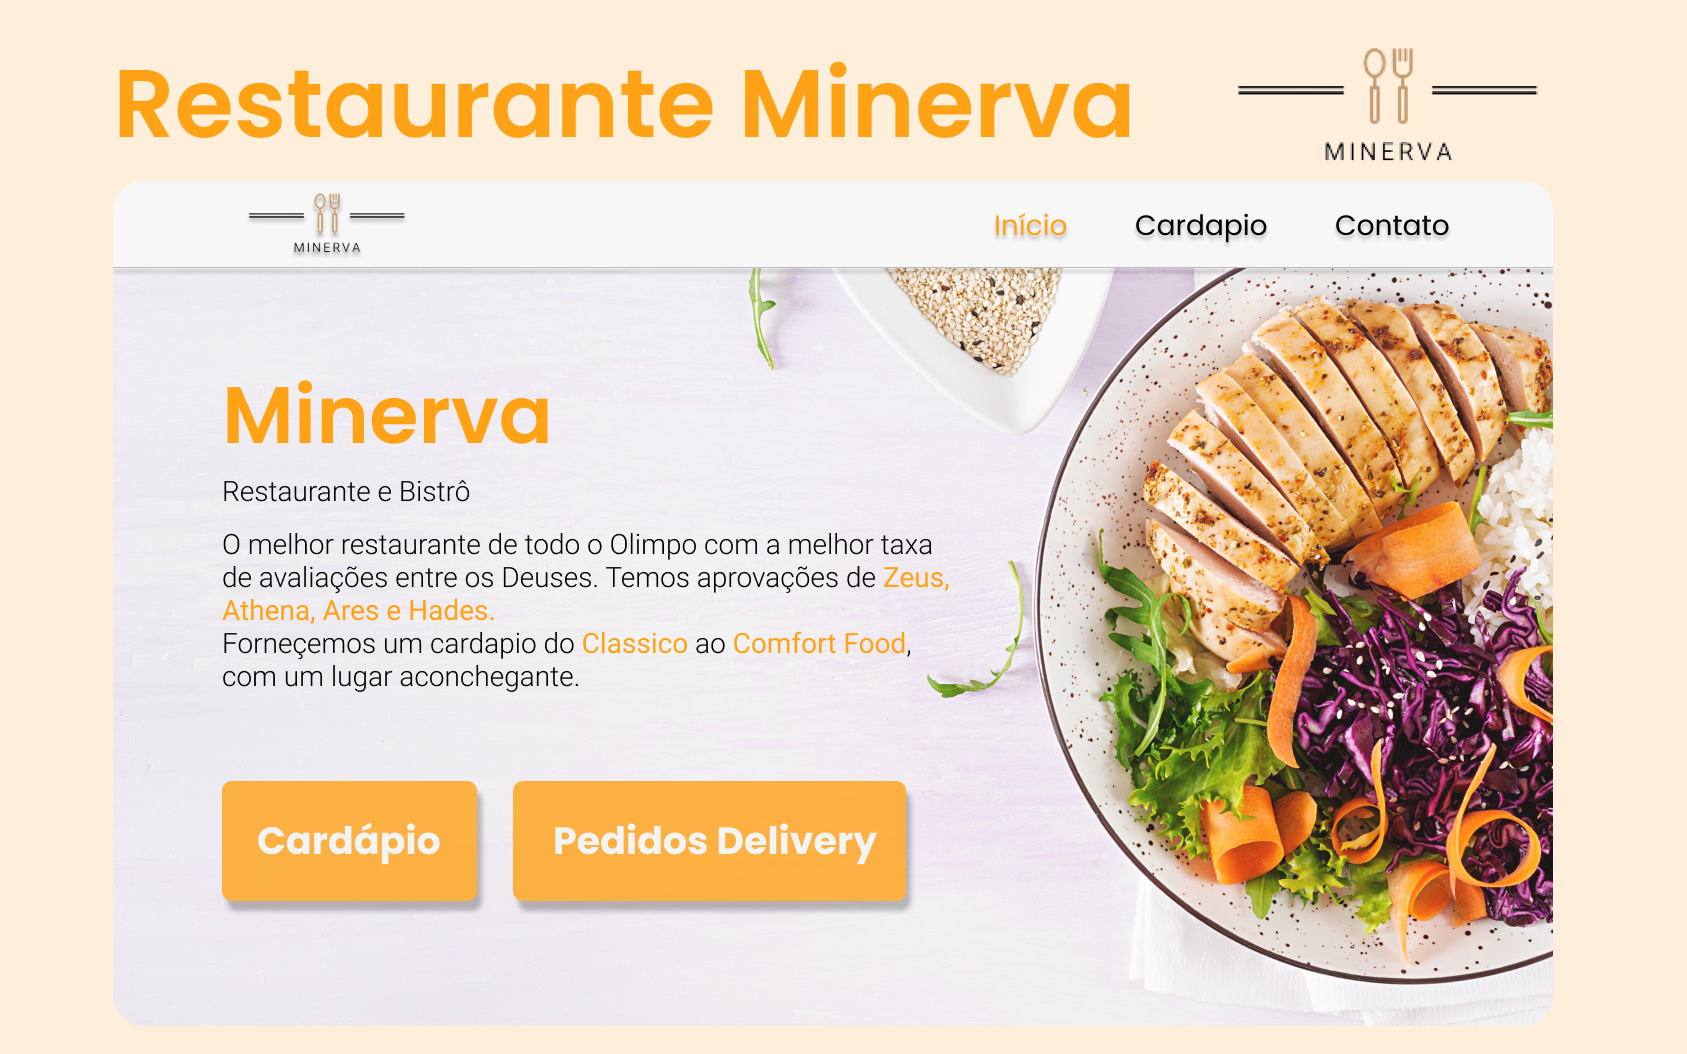 Restaurante Minerva
MINERVA
MINERVA
Início Cardapio Contato
Minerva
Restaurante e Bistrô
O melhor restaurante de todo o Olimpo com a melhor taxa
de avaliações entre os Deuses. Temos aprovações de Zeus,
Athena, Ares e Hades.
Forneçemos um cardapio do Classico ao Comfort Food,
com um lugar aconchegante.
Cardápio
Pedidos Delivery